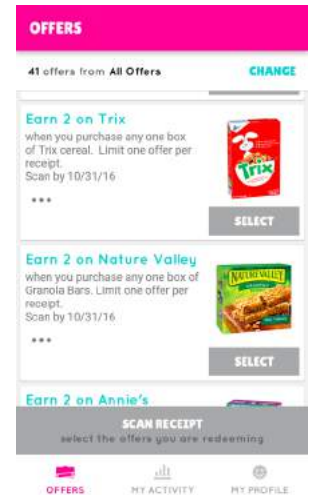 OFFERS
41 offers from All Offers CHANGE
Earn 2 on Trix
when you purchase any one box
of Trix cereal. Limit one offer per
receipt.
Scan by 10/31/16
Trix
SELECT
Earn 2 on Nature Valley
when you purchase any one box of
Granola Bars. Limit one offer per
receipt.
Scan by 10/31/16
NATURE VALLEY
SELECT
Earn 2 on Annie's
SCAN RECEIPT
select the offers you are redeeming
OFFERS MY ACTIVITY MY PROFILE